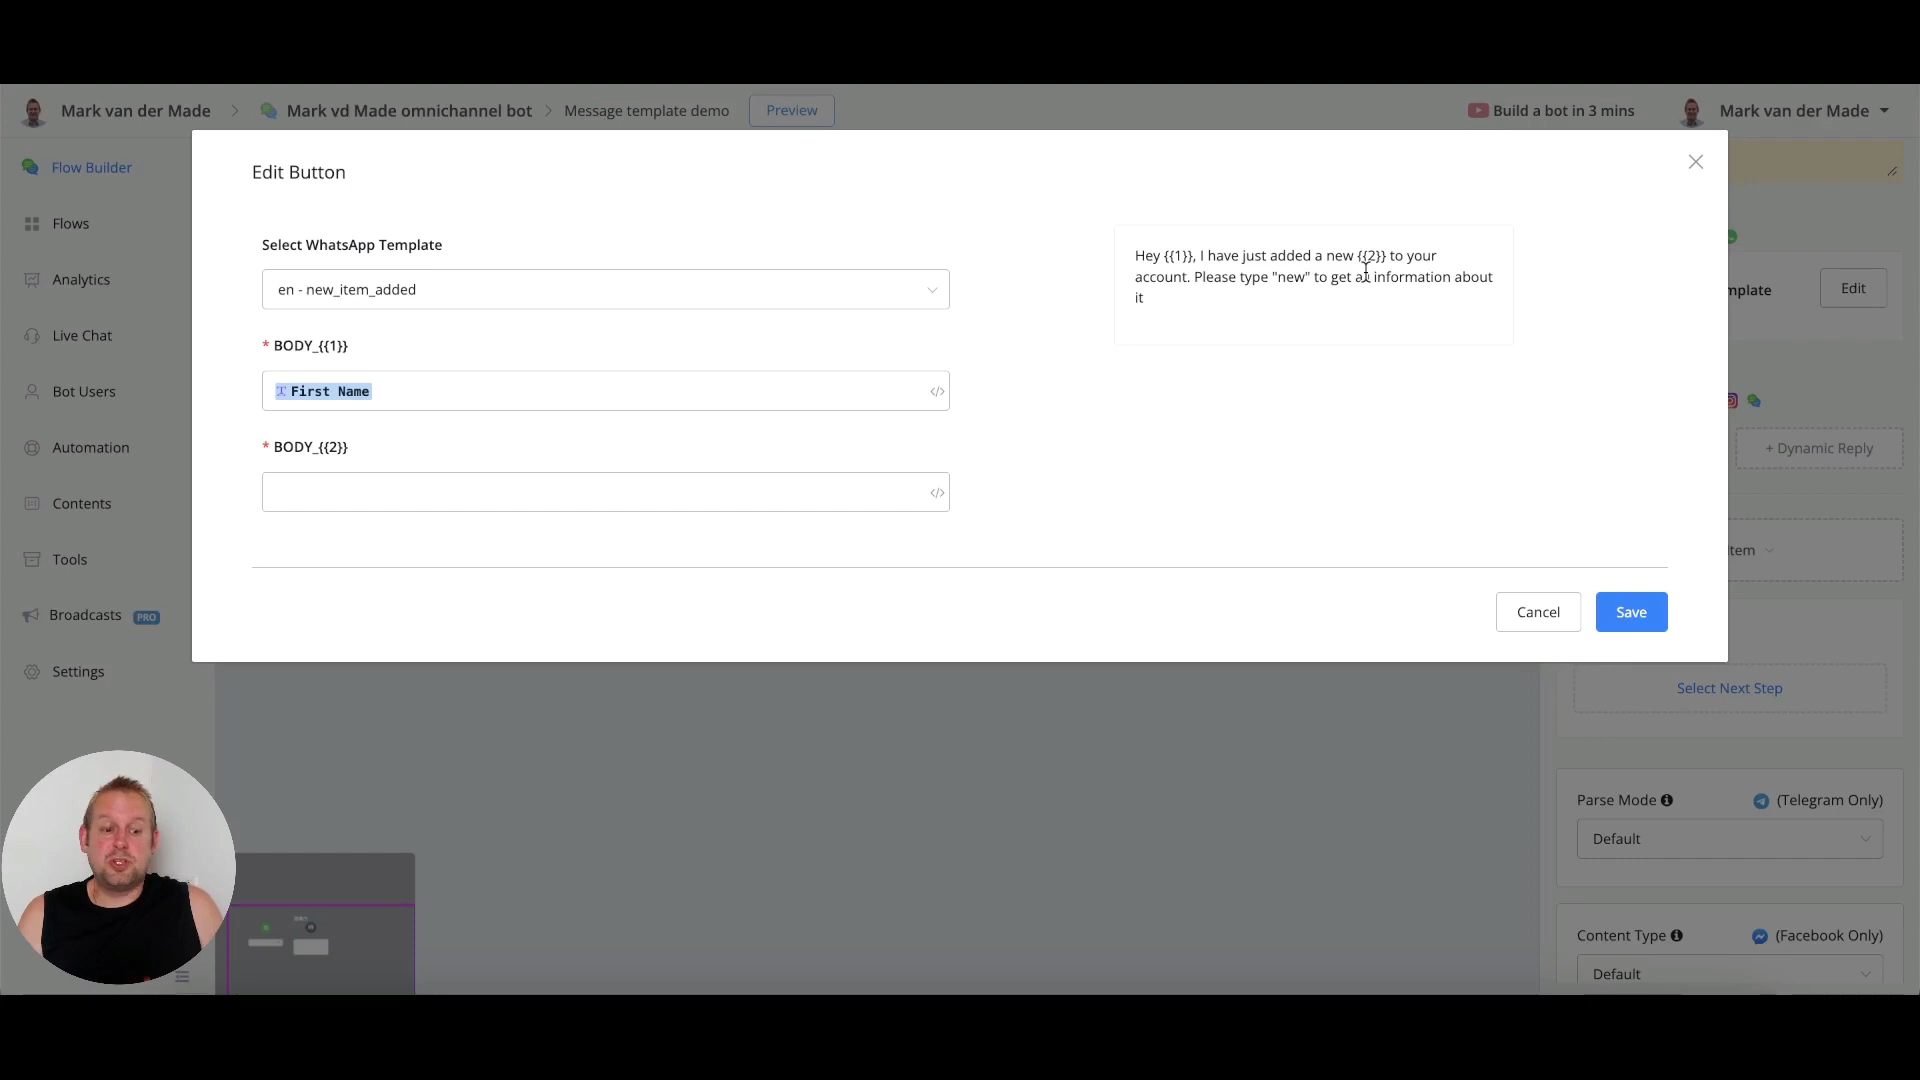 Mark van der Made > Mark vd Made omnichannel bot > Message template demo Preview Build a bot in 3 mins Mark van der Made
Flow Builder
Flows
Analytics
Live Chat
Bot Users
Automation
Contents
Tools
Broadcasts PRO
Settings
Edit Button
Select WhatsApp Template
en - new_item_added
* BODY_{{1}}
First Name </>
* BODY_{{2}}
</>
Hey {{1}}, I have just added a new {{2}} to your
account. Please type "new" to get all information about
it
Cancel Save
Edit
+ Dynamic Reply
Select Next Step
Parse Mode (Telegram Only)
Default
Content Type (Facebook Only)
Default